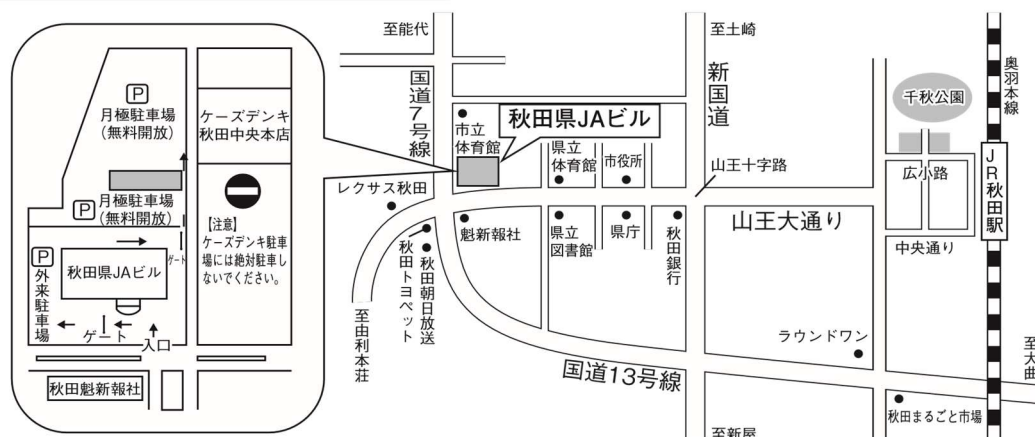 月極駐車場
(無料開放)
ケーズデンキ
秋田中央本店
月極駐車場
(無料開放)
【注意】
ケーズデンキ駐車
場には絶対駐車し
ないでください。
ゲート
P
P
P
外来駐車場
秋田県JAビル
ゲート
入口
秋田魁新報社
至能代
国道7号線
市立
体育館
秋田県JAビル
レクサス秋田
魁新報社
秋田トヨペット
秋田朝日放送
至由利本荘
県立
体育館
市役所
県立
図書館
県庁
秋田銀行
至土崎
新国道
山王十字路
山王大通り
国道13号線
至新屋
ラウンドワン
千秋公園
広小路
中央通り
奥羽本線
JR秋田駅
至大曲
秋田まるごと市場